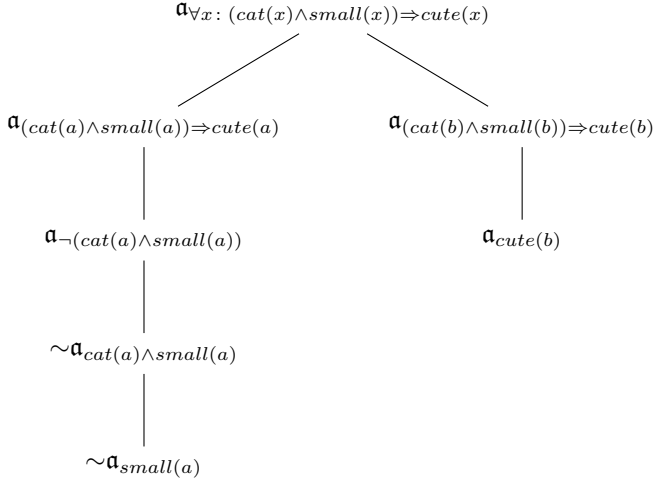 𝔞∀x: (cat(x)∧small(x))⇒cute(x)
𝔞(cat(a)∧small(a))⇒cute(a) 𝔞(cat(b)∧small(b))⇒cute(b)
𝔞¬(cat(a)∧small(a)) 𝔞cute(b)
∼𝔞cat(a)∧small(a)
∼𝔞small(a)